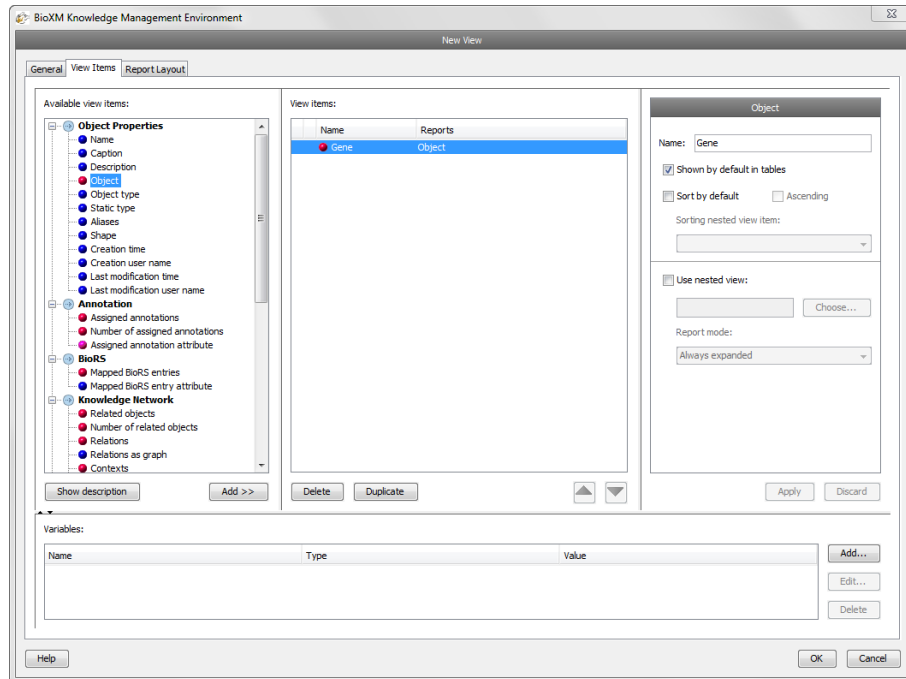 BioXM Knowledge Management Environment
New View
General View Items Report Layout
Available view items:
Object Properties
Name
Caption
Description
Object
Object type
Static type
Aliases
Shape
Creation time
Creation user name
Last modification time
Last modification user name
Annotation
Assigned annotations
Number of assigned annotations
Assigned annotation attribute
BioRS
Mapped BioRS entries
Mapped BioRS entry attribute
Knowledge Network
Related objects
Number of related objects
Relations
Relations as graph
Contexts
Show description Add >>
View items:
Name Reports
Gene Object
Delete Duplicate
Object
Name: Gene
Shown by default in tables
Sort by default Ascending
Sorting nested view item:
Use nested view:
Choose...
Report mode:
Always expanded
Apply Discard
Variables:
Name Type Value
Add...
Edit...
Delete
Help OK Cancel